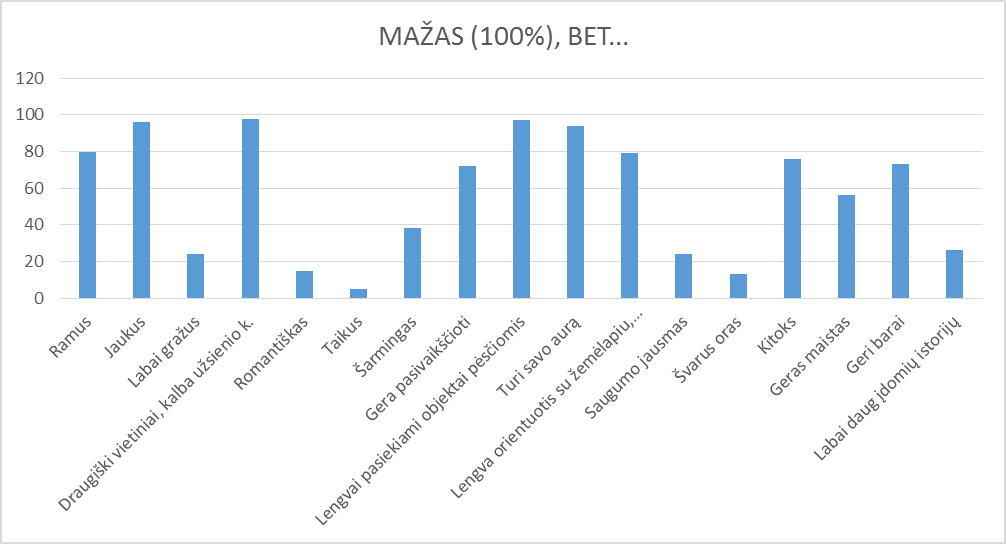 MAŽAS (100%), BET...
120
100
80
60
40
20
0
Ramus
Jaukus
Labai gražus
Draugiški vietiniai, kalba užsienio k.
Romantiškas
Taikus
Šarmingas
Gera pasivaikščioti
Lengvai pasiekiami objektai pėsčiomis
Turi savo aurą
Lengva orientuotis su žemėlapiu,...
Saugumo jausmas
Švarus oras
Kitoks
Geras maistas
Geri barai
Labai daug įdomių istorijų